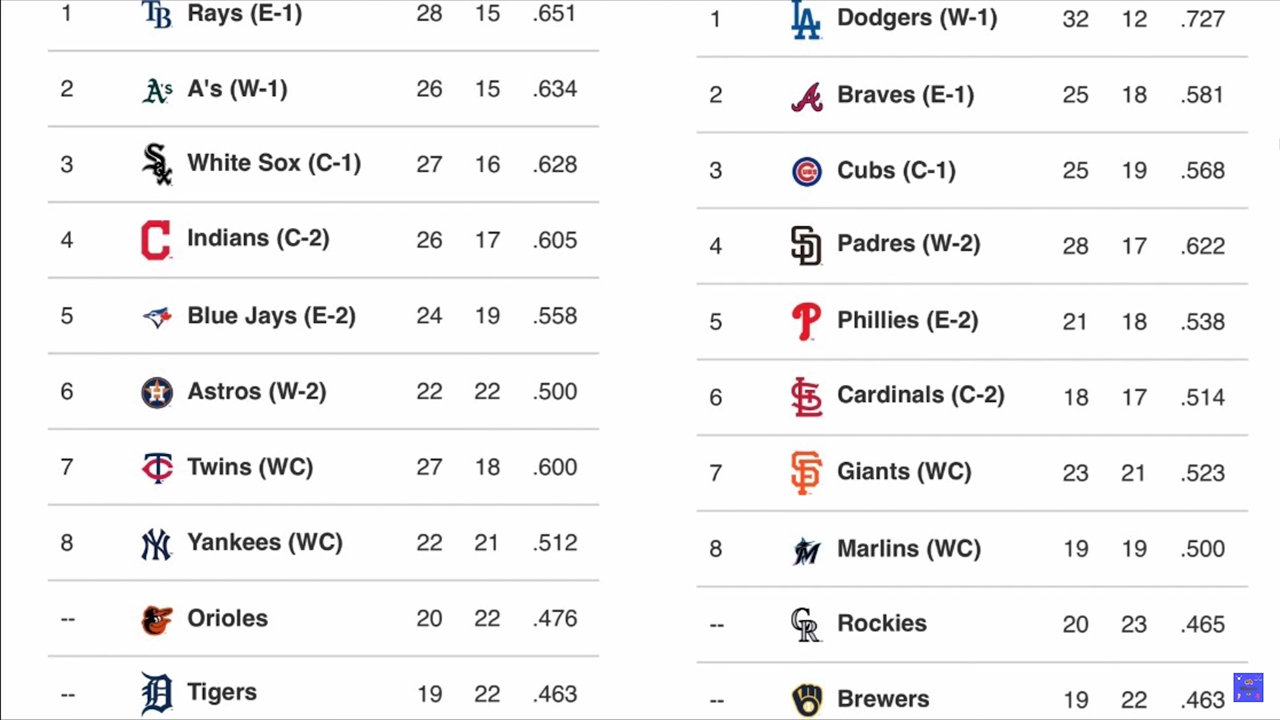 1 Rays (E-1) 28 15 .651
2 A's (W-1) 26 15 .634
3 White Sox (C-1) 27 16 .628
4 Indians (C-2) 26 17 .605
5 Blue Jays (E-2) 24 19 .558
6 Astros (W-2) 22 22 .500
7 Twins (WC) 27 18 .600
8 Yankees (WC) 22 21 .512
-- Orioles 20 22 .476
-- Tigers 19 22 .463
1 Dodgers (W-1) 32 12 .727
2 Braves (E-1) 25 18 .581
3 Cubs (C-1) 25 19 .568
4 Padres (W-2) 28 17 .622
5 Phillies (E-2) 21 18 .538
6 Cardinals (C-2) 18 17 .514
7 Giants (WC) 23 21 .523
8 Marlins (WC) 19 19 .500
-- Rockies 20 23 .465
-- Brewers 19 22 .463